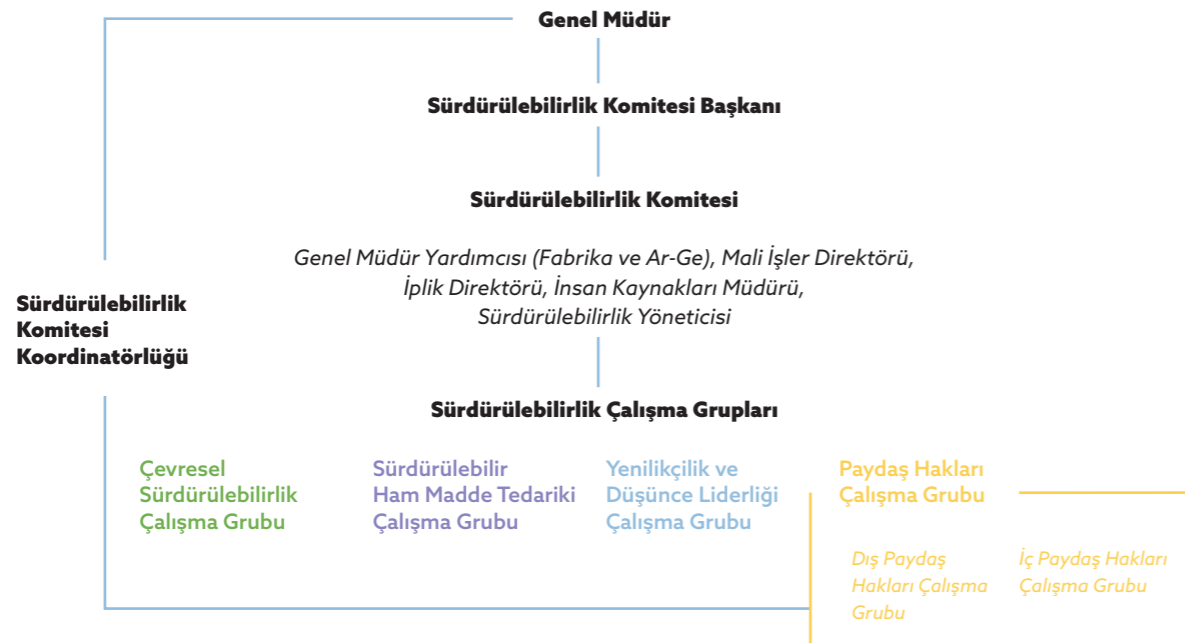 Genel Müdür
Sürdürülebilirlik Komitesi Başkanı
Sürdürülebilirlik Komitesi
Genel Müdür Yardımcısı (Fabrika ve Ar-Ge), Mali İşler Direktörü,
İplik Direktörü, İnsan Kaynakları Müdürü,
Sürdürülebilirlik Yöneticisi
Sürdürülebilirlik
Komitesi
Koordinatörlüğü
Sürdürülebilirlik Çalışma Grupları
Çevresel
Sürdürülebilirlik
Çalışma Grubu
Sürdürülebilir
Ham Madde Tedariki
Çalışma Grubu
Yenilikçilik ve
Düşünce Liderliği
Çalışma Grubu
Paydaş Hakları
Çalışma Grubu
Dış Paydaş
Hakları Çalışma
Grubu
İç Paydaş Hakları
Çalışma Grubu